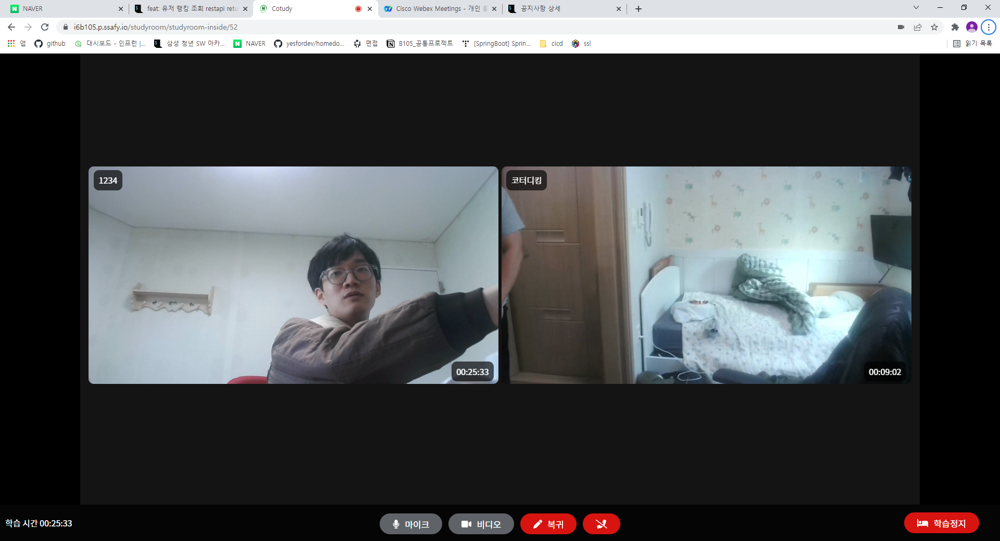 NAVER
feat: 유저 랭킹 조회 restapi retu
Cotudy
Cisco Webex Meetings - 개인 룸
공지사항 상세
i6b105.p.ssafy.io/studyroom/studyroom-inside/52
앱
github
대시보드 - 인프런 |...
삼성 청년 SW 아카...
NAVER
yesfordev/homedo...
면접
B105_공통프로젝트
[SpringBoot] Sprin...
cicd
ssl
읽기 목록
1234
코터디킹
00:25:33
00:09:02
학습 시간 00:25:33
마이크
비디오
복귀
학습정지